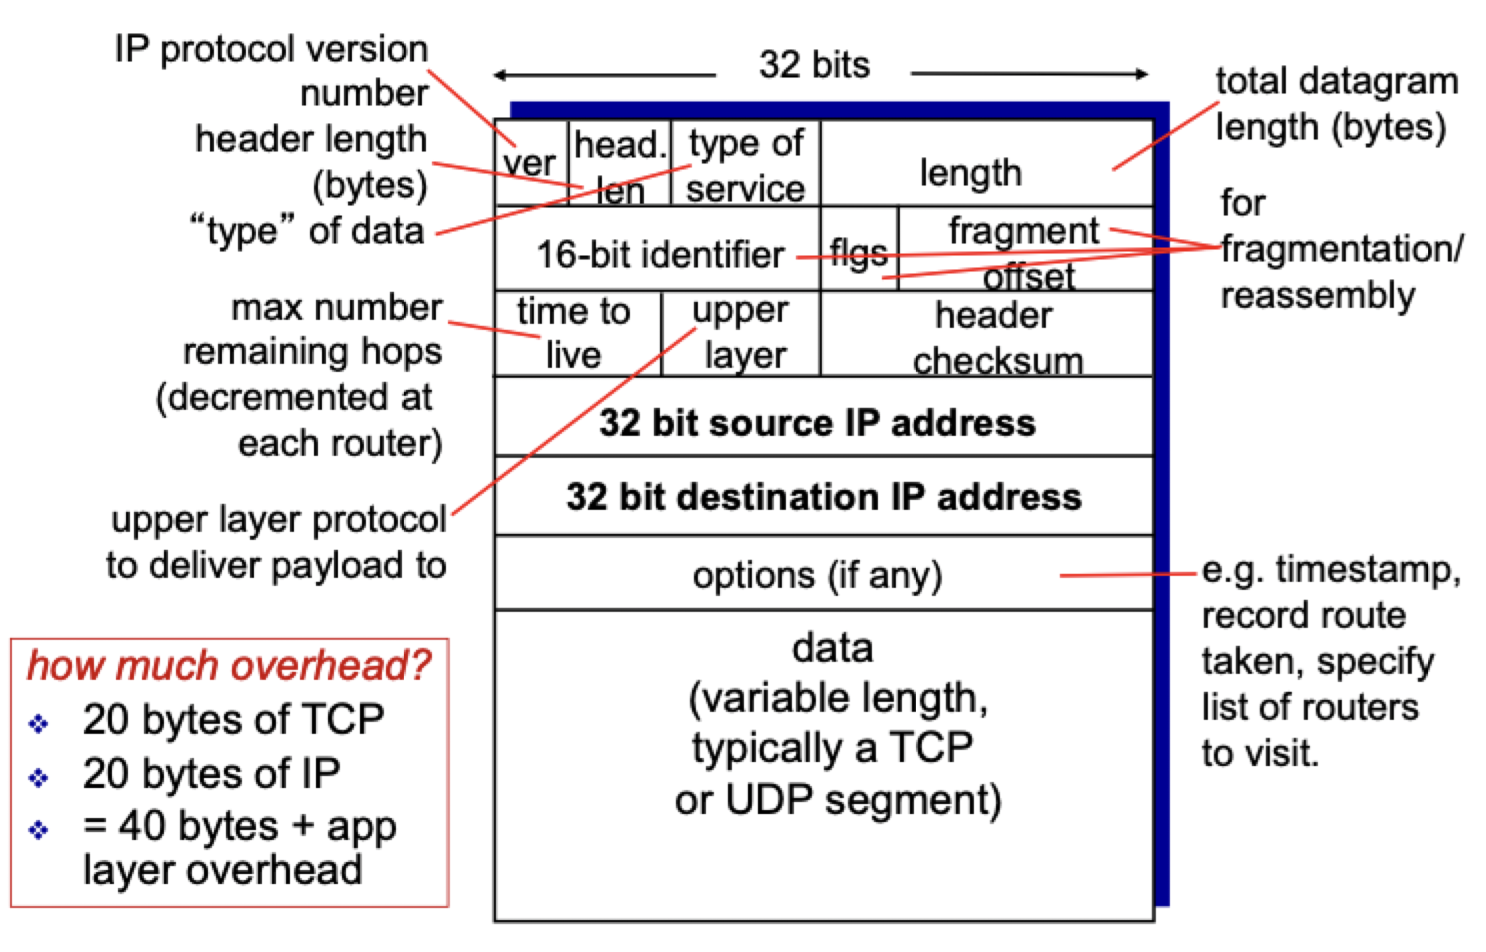 32 bits
IP protocol version
number
header length
(bytes)
“type” of data
max number
remaining hops
(decremented at
each router)
upper layer protocol
to deliver payload to
how much overhead?
❖ 20 bytes of TCP
❖ 20 bytes of IP
❖ = 40 bytes + app
layer overhead
ver
head.
len
type of
service
length
16-bit identifier
flgs
fragment
offset
time to
live
upper
layer
header
checksum
32 bit source IP address
32 bit destination IP address
options (if any)
data
(variable length,
typically a TCP
or UDP segment)
total datagram
length (bytes)
for
fragmentation/
reassembly
e.g. timestamp,
record route
taken, specify
list of routers
to visit.